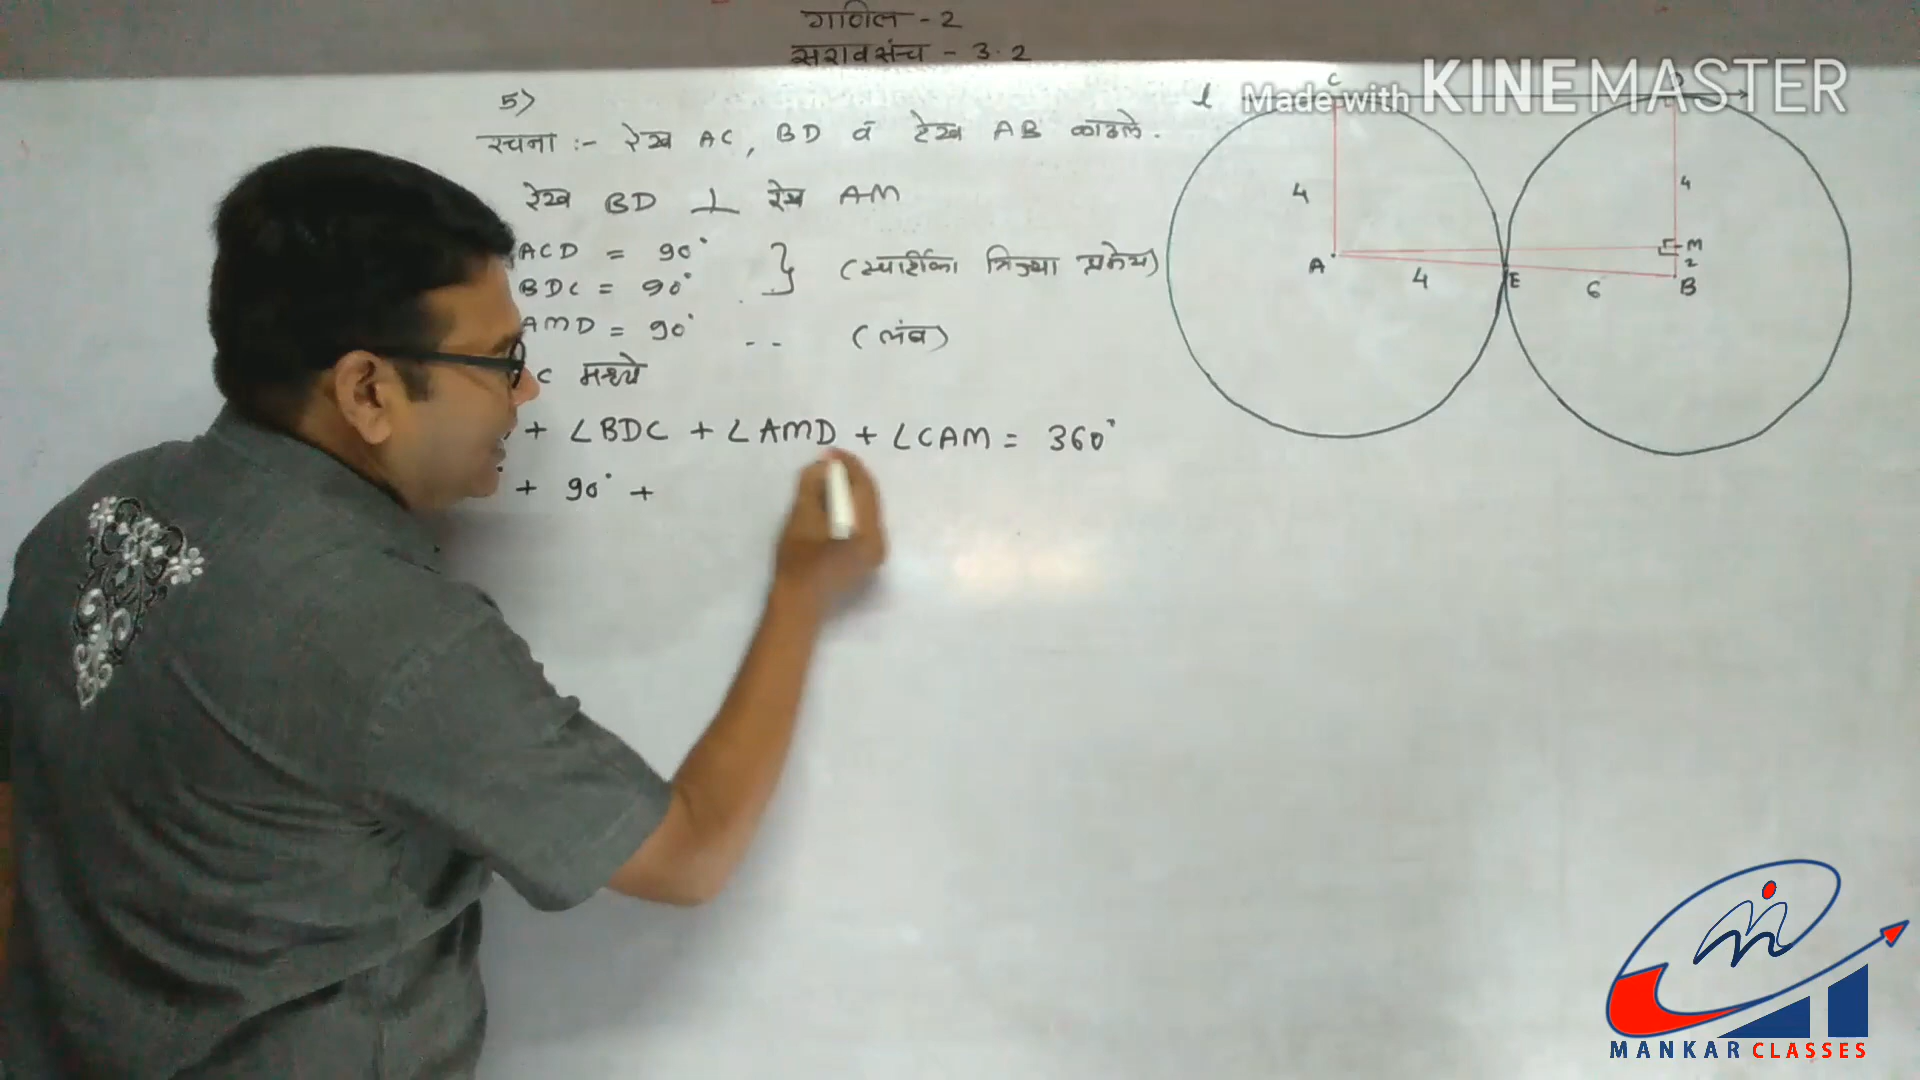 गणित - 2
सरावसंच - 3.2
Made with KINEMASTER
5)
रचना :- रेख AC, BD व रेख AB काढले.
रेख BD ⊥ रेख AM
ACD = 90°
BDC = 90° } (स्पर्शिका त्रिज्या प्रमेय)
AMD = 90° -- (लंब)
C मध्ये
+ ∠BDC + ∠AMD + ∠CAM = 360°
+ 90° +
l C D
4 4
A 4 E 6 M 2 B
MANKAR CLASSES